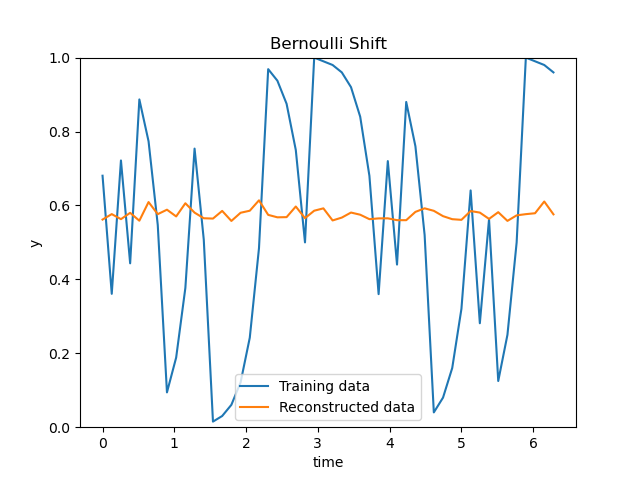 Bernoulli Shift
1.0
0.8
0.6
0.4
0.2
0.0
y
Training data
Reconstructed data
0 1 2 3 4 5 6
time